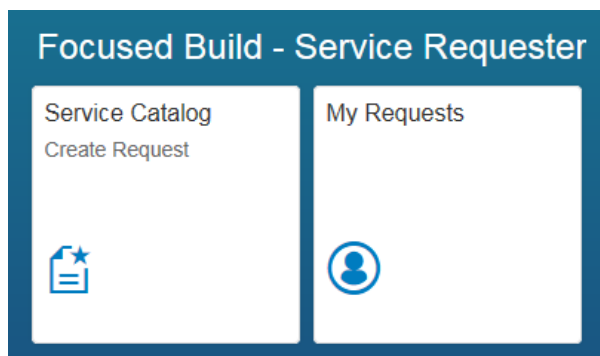 Focused Build - Service Requester
Service Catalog
Create Request
My Requests